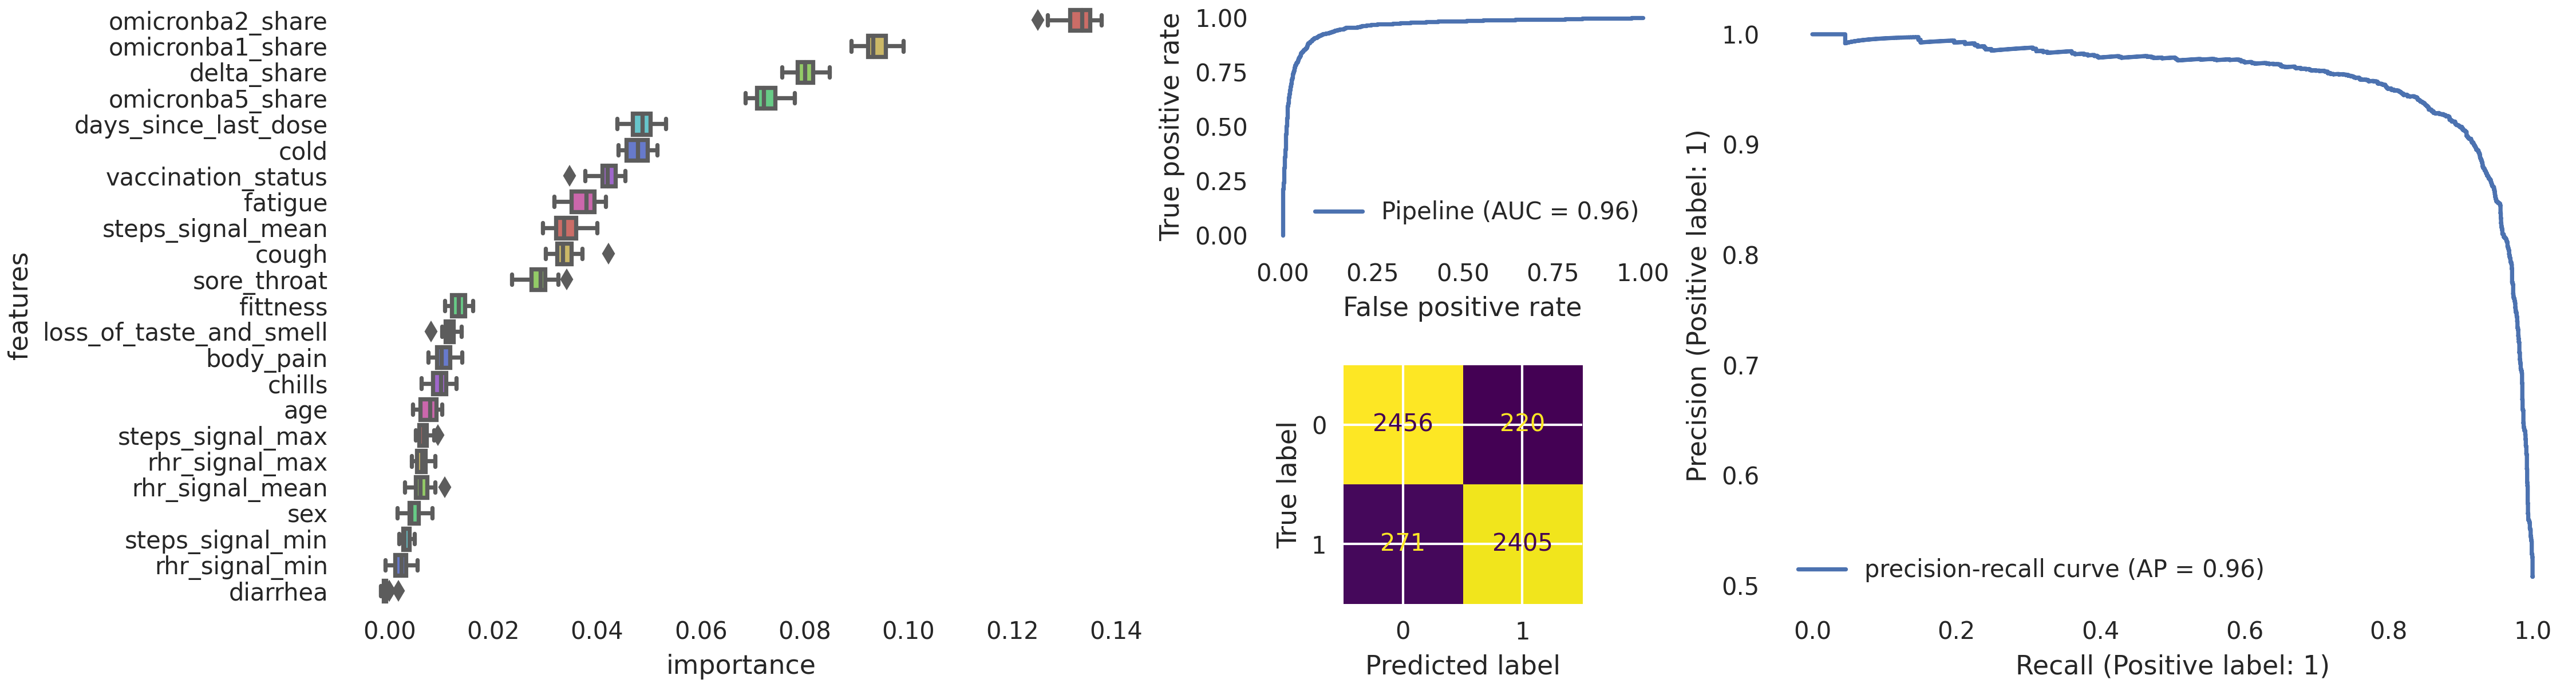 features
omicronba2_share
omicronba1_share
delta_share
omicronba5_share
days_since_last_dose
cold
vaccination_status
fatigue
steps_signal_mean
cough
sore_throat
fittness
loss_of_taste_and_smell
body_pain
chills
age
steps_signal_max
rhr_signal_max
rhr_signal_mean
sex
steps_signal_min
rhr_signal_min
diarrhea
0.00 0.02 0.04 0.06 0.08 0.10 0.12 0.14
importance
True positive rate
1.00
0.75
0.50
0.25
0.00
Pipeline (AUC = 0.96)
0.00 0.25 0.50 0.75 1.00
False positive rate
True label
0
1
2456 220
271 2405
0 1
Predicted label
Precision (Positive label: 1)
1.0
0.9
0.8
0.7
0.6
0.5
precision-recall curve (AP = 0.96)
0.0 0.2 0.4 0.6 0.8 1.0
Recall (Positive label: 1)